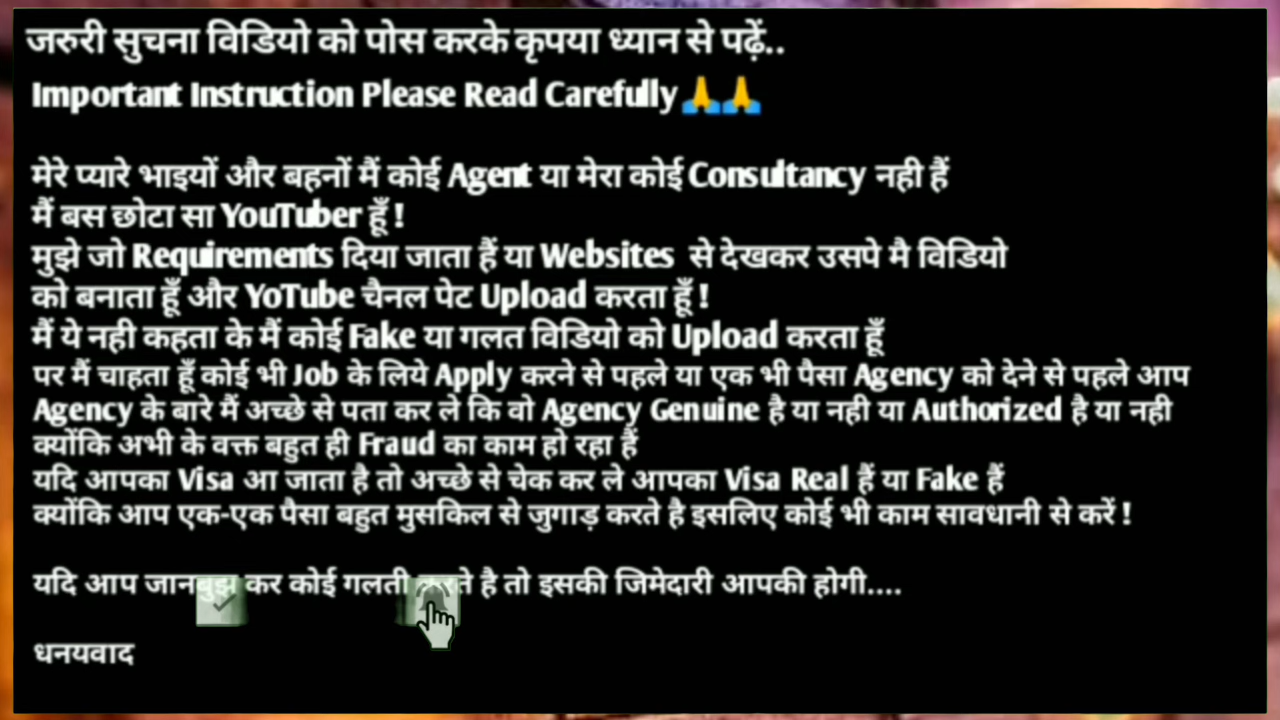 जरुरी सुचना विडियो को पोस करके कृपया ध्यान से पढ़ें..
Important Instruction Please Read Carefully🙏🙏
मेरे प्यारे भाइयों और बहनों मैं कोई Agent या मेरा कोई Consultancy नही हैं
मैं बस छोटा सा YouTuber हूँ !
मुझे जो Requirements दिया जाता हैं या Websites से देखकर उसपे मै विडियो
को बनाता हूँ और YoTube चैनल पेट Upload करता हूँ !
मैं ये नही कहता के मैं कोई Fake या गलत विडियो को Upload करता हूँ
पर मैं चाहता हूँ कोई भी Job के लिये Apply करने से पहले या एक भी पैसा Agency को देने से पहले आप
Agency के बारे मैं अच्छे से पता कर ले कि वो Agency Genuine है या नही या Authorized है या नही
क्योंकि अभी के वक्त बहुत ही Fraud का काम हो रहा हैं
यदि आपका Visa आ जाता है तो अच्छे से चेक कर ले आपका Visa Real हैं या Fake हैं
क्योंकि आप एक-एक पैसा बहुत मुसकिल से जुगाड़ करते है इसलिए कोई भी काम सावधानी से करें !
यदि आप जानबुझ कर कोई गलती करते है तो इसकी जिमेदारी आपकी होगी....
धनयवाद